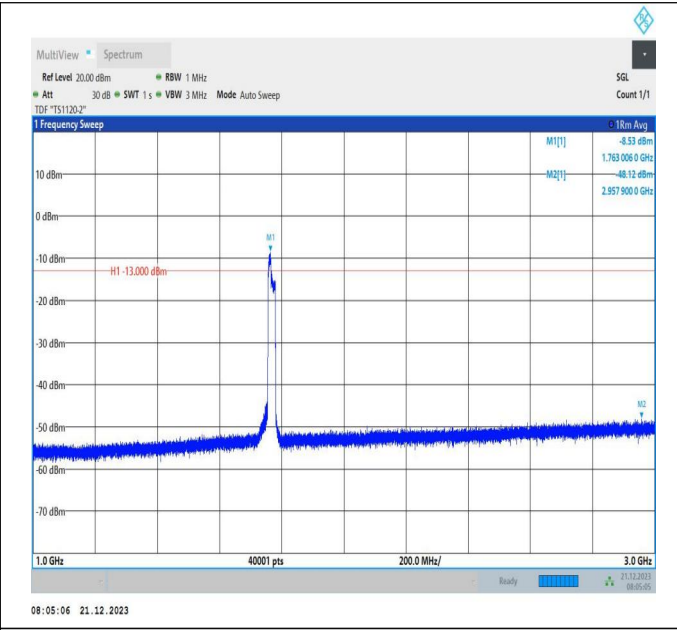 MultiView Spectrum
Ref Level 20.00 dBm RBW 1 MHz SGL
Att 30 dB SWT 1 s VBW 3 MHz Mode Auto Sweep Count 1/1
TDF "TS1120-2"
1 Frequency Sweep 1Rm Avg
M1[1] -8.53 dBm
1.763 006 0 GHz
10 dBm M2[1] -48.12 dBm
2.957 900 0 GHz
0 dBm
M1
-10 dBm
H1 -13.000 dBm
-20 dBm
-30 dBm
-40 dBm
M2
-50 dBm
-60 dBm
-70 dBm
1.0 GHz 40001 pts 200.0 MHz/ 3.0 GHz
Ready 21.12.2023
08:05:05
08:05:06 21.12.2023